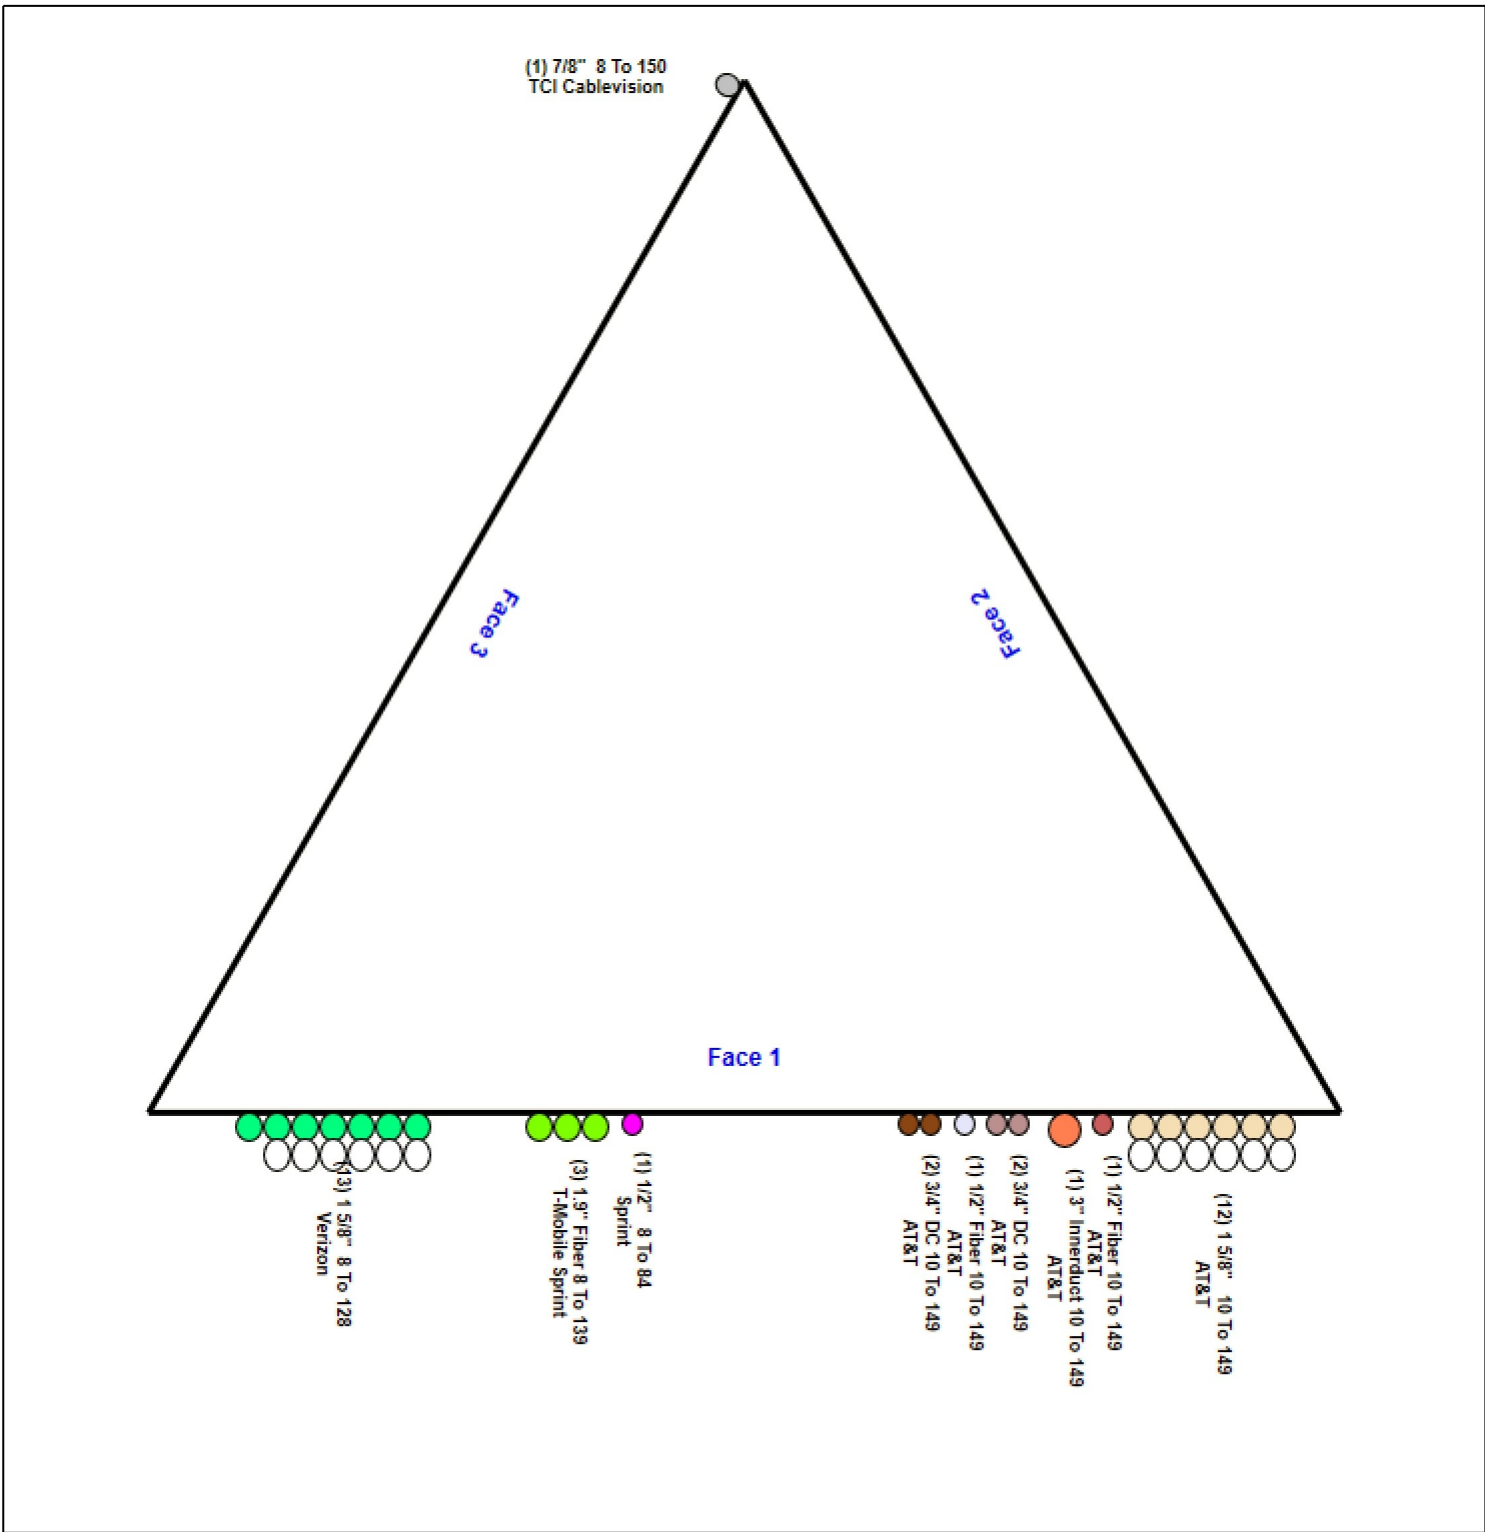 (1) 7/8" 8 To 150
TCI Cablevision
Face 3
Face 2
Face 1
(13) 1 5/8" 8 To 128
Verizon
(3) 1.9" Fiber 8 To 139
T-Mobile Sprint
(1) 1/2" 8 To 84
Sprint
(2) 3/4" DC 10 To 149
AT&T
(1) 1/2" Fiber 10 To 149
AT&T
(2) 3/4" DC 10 To 149
AT&T
(1) 3" Innerduct 10 To 149
AT&T
(1) 1/2" Fiber 10 To 149
AT&T
(12) 1 5/8" 10 To 149
AT&T